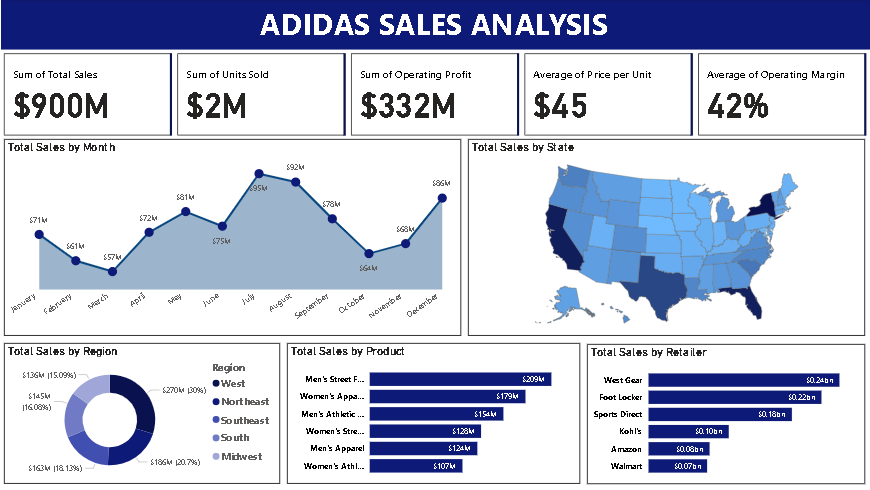 ADIDAS SALES ANALYSIS
Sum of Total Sales
$900M
Sum of Units Sold
$2M
Sum of Operating Profit
$332M
Average of Price per Unit
$45
Average of Operating Margin
42%
Total Sales by Month
$71M
$61M
$57M
$72M
$81M
$75M
$95M
$92M
$78M
$64M
$68M
$86M
January
February
March
April
May
June
July
August
September
October
November
December
Total Sales by State
Total Sales by Region
$136M (15.09%)
$145M
(16.08%)
$163M (18.13%)
$186M (20.7%)
$270M (30%)
Region
West
Northeast
Southeast
South
Midwest
Total Sales by Product
Men's Street F... $209M
Women's Appa... $179M
Men's Athletic ... $154M
Women's Stre... $128M
Men's Apparel $124M
Women's Athl... $107M
Total Sales by Retailer
West Gear $0.24bn
Foot Locker $0.22bn
Sports Direct $0.18bn
Kohl's $0.10bn
Amazon $0.08bn
Walmart $0.07bn